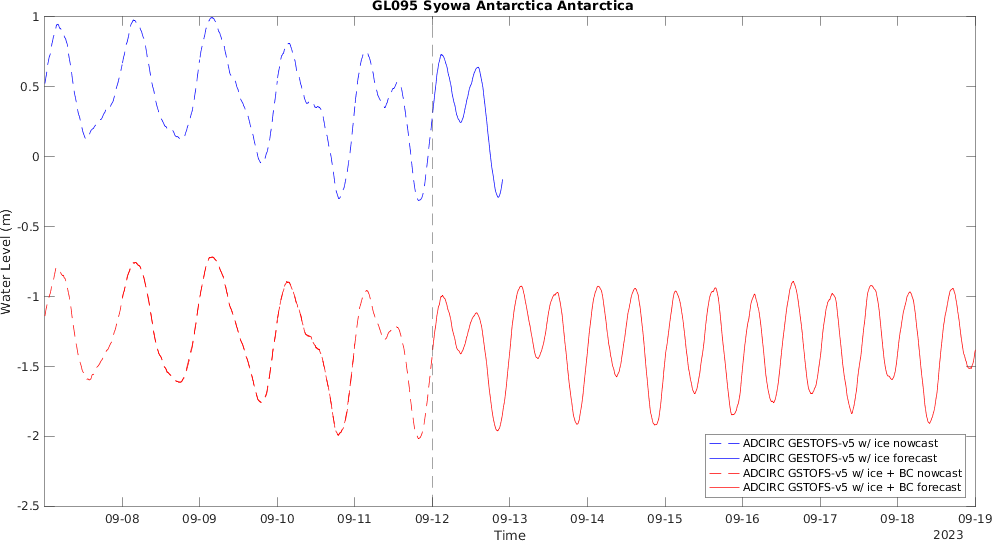 GL095 Syowa Antarctica Antarctica
1
0.5
0
-0.5
-1
-1.5
-2
-2.5
Water Level (m)
ADCIRC GESTOFS-v5 w/ ice nowcast
ADCIRC GESTOFS-v5 w/ ice forecast
ADCIRC GSTOFS-v5 w/ ice + BC nowcast
ADCIRC GSTOFS-v5 w/ ice + BC forecast
09-08 09-09 09-10 09-11 09-12 09-13 09-14 09-15 09-16 09-17 09-18 09-19
Time
2023